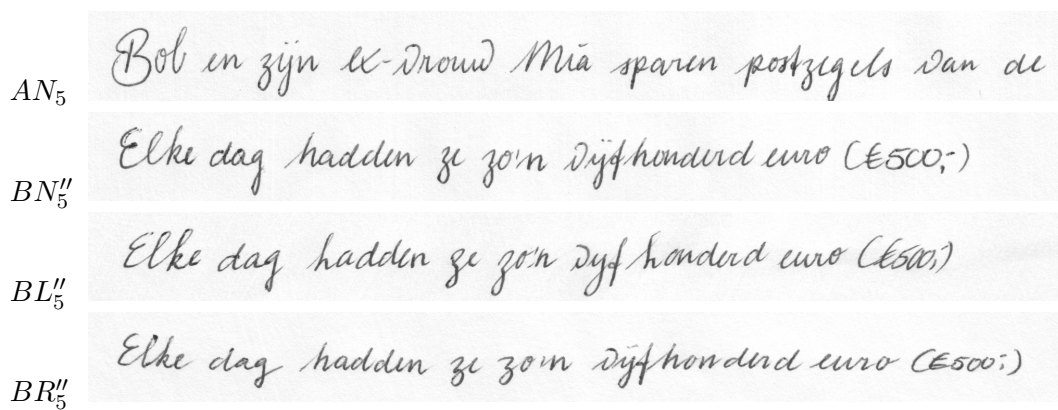 AN₅ Bob en zijn ex-vrouw Mia sparen postzegels van de
BN″₅ Elke dag hadden ze zo'n vijfhonderd euro (€500,-)
BL″₅ Elke dag hadden ze zo'n vijf honderd euro (€500,)
BR″₅ Elke dag hadden ze zo'n vijfhonderd euro (€500,-)